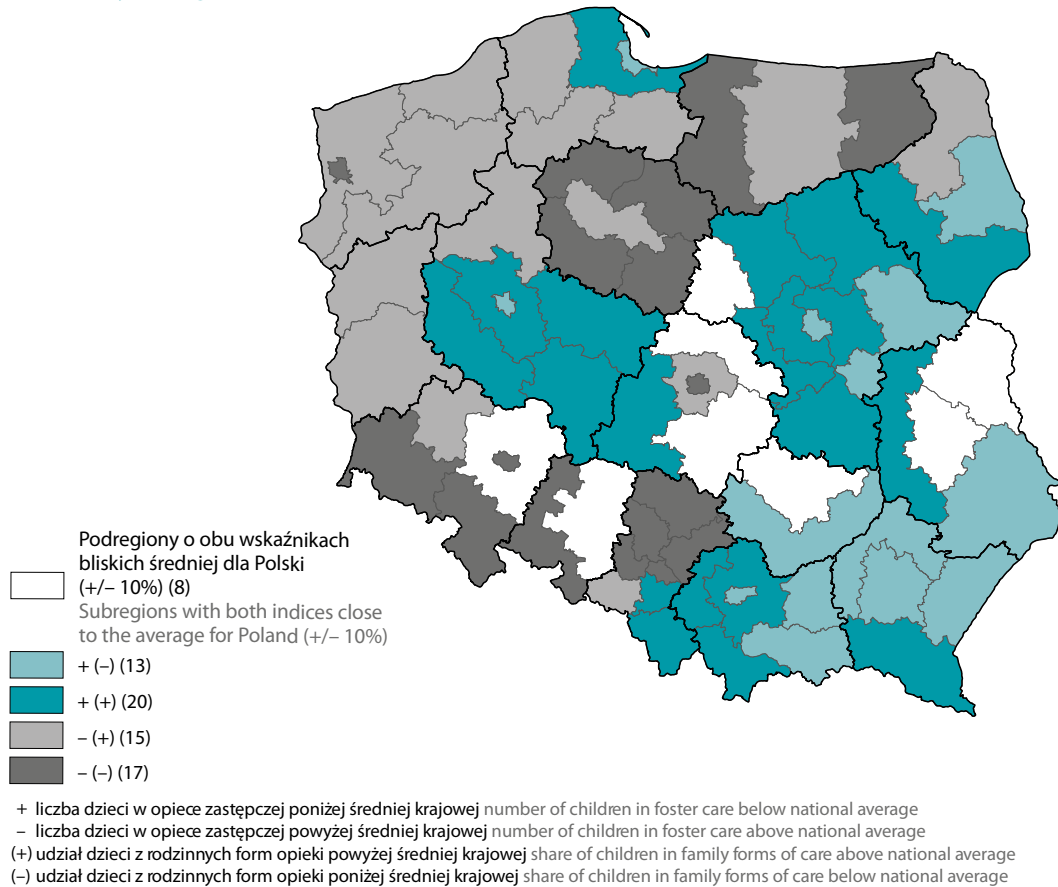 Podregiony o obu wskaźnikach
bliskich średniej dla Polski
(+/– 10%) (8)
Subregions with both indices close
to the average for Poland (+/– 10%)
+ (–) (13)
+ (+) (20)
– (+) (15)
– (–) (17)
+ liczba dzieci w opiece zastępczej poniżej średniej krajowej number of children in foster care below national average
– liczba dzieci w opiece zastępczej powyżej średniej krajowej number of children in foster care above national average
(+) udział dzieci z rodzinnych form opieki powyżej średniej krajowej share of children in family forms of care above national average
(–) udział dzieci z rodzinnych form opieki poniżej średniej krajowej share of children in family forms of care below national average